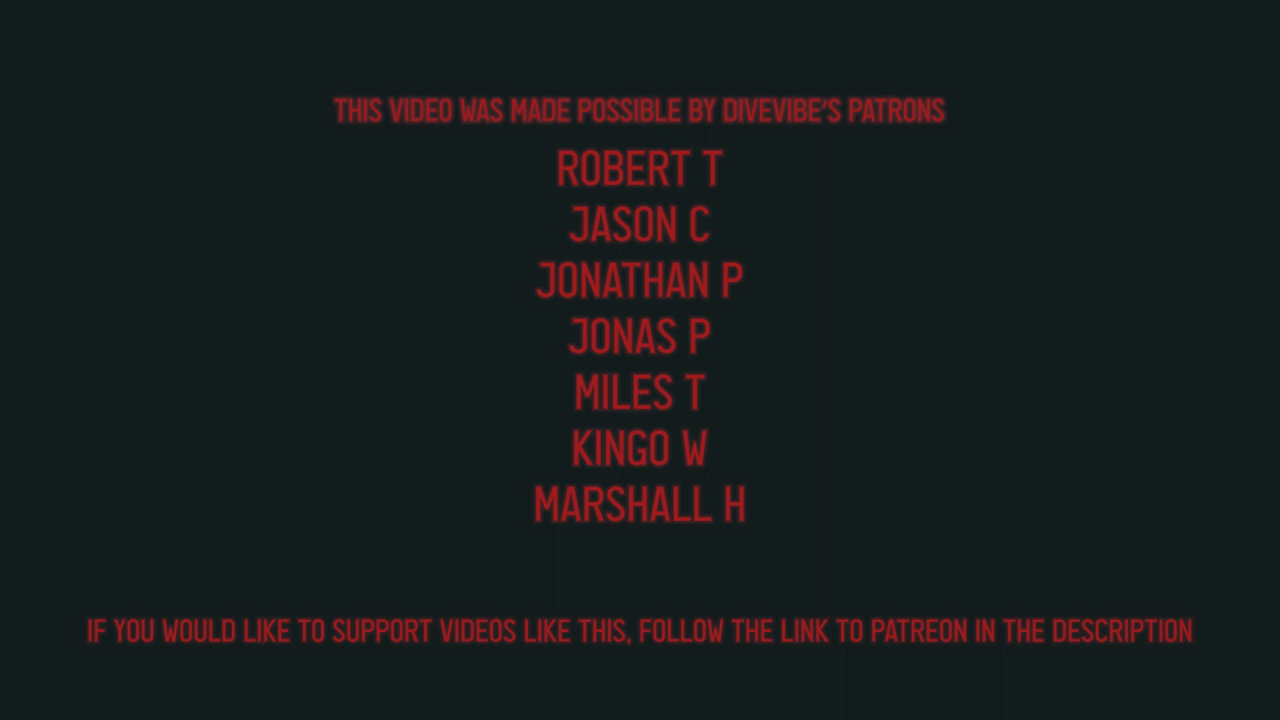 THIS VIDEO WAS MADE POSSIBLE BY DIVEVIBE'S PATRONS
ROBERT T
JASON C
JONATHAN P
JONAS P
MILES T
KINGO W
MARSHALL H
IF YOU WOULD LIKE TO SUPPORT VIDEOS LIKE THIS, FOLLOW THE LINK TO PATREON IN THE DESCRIPTION